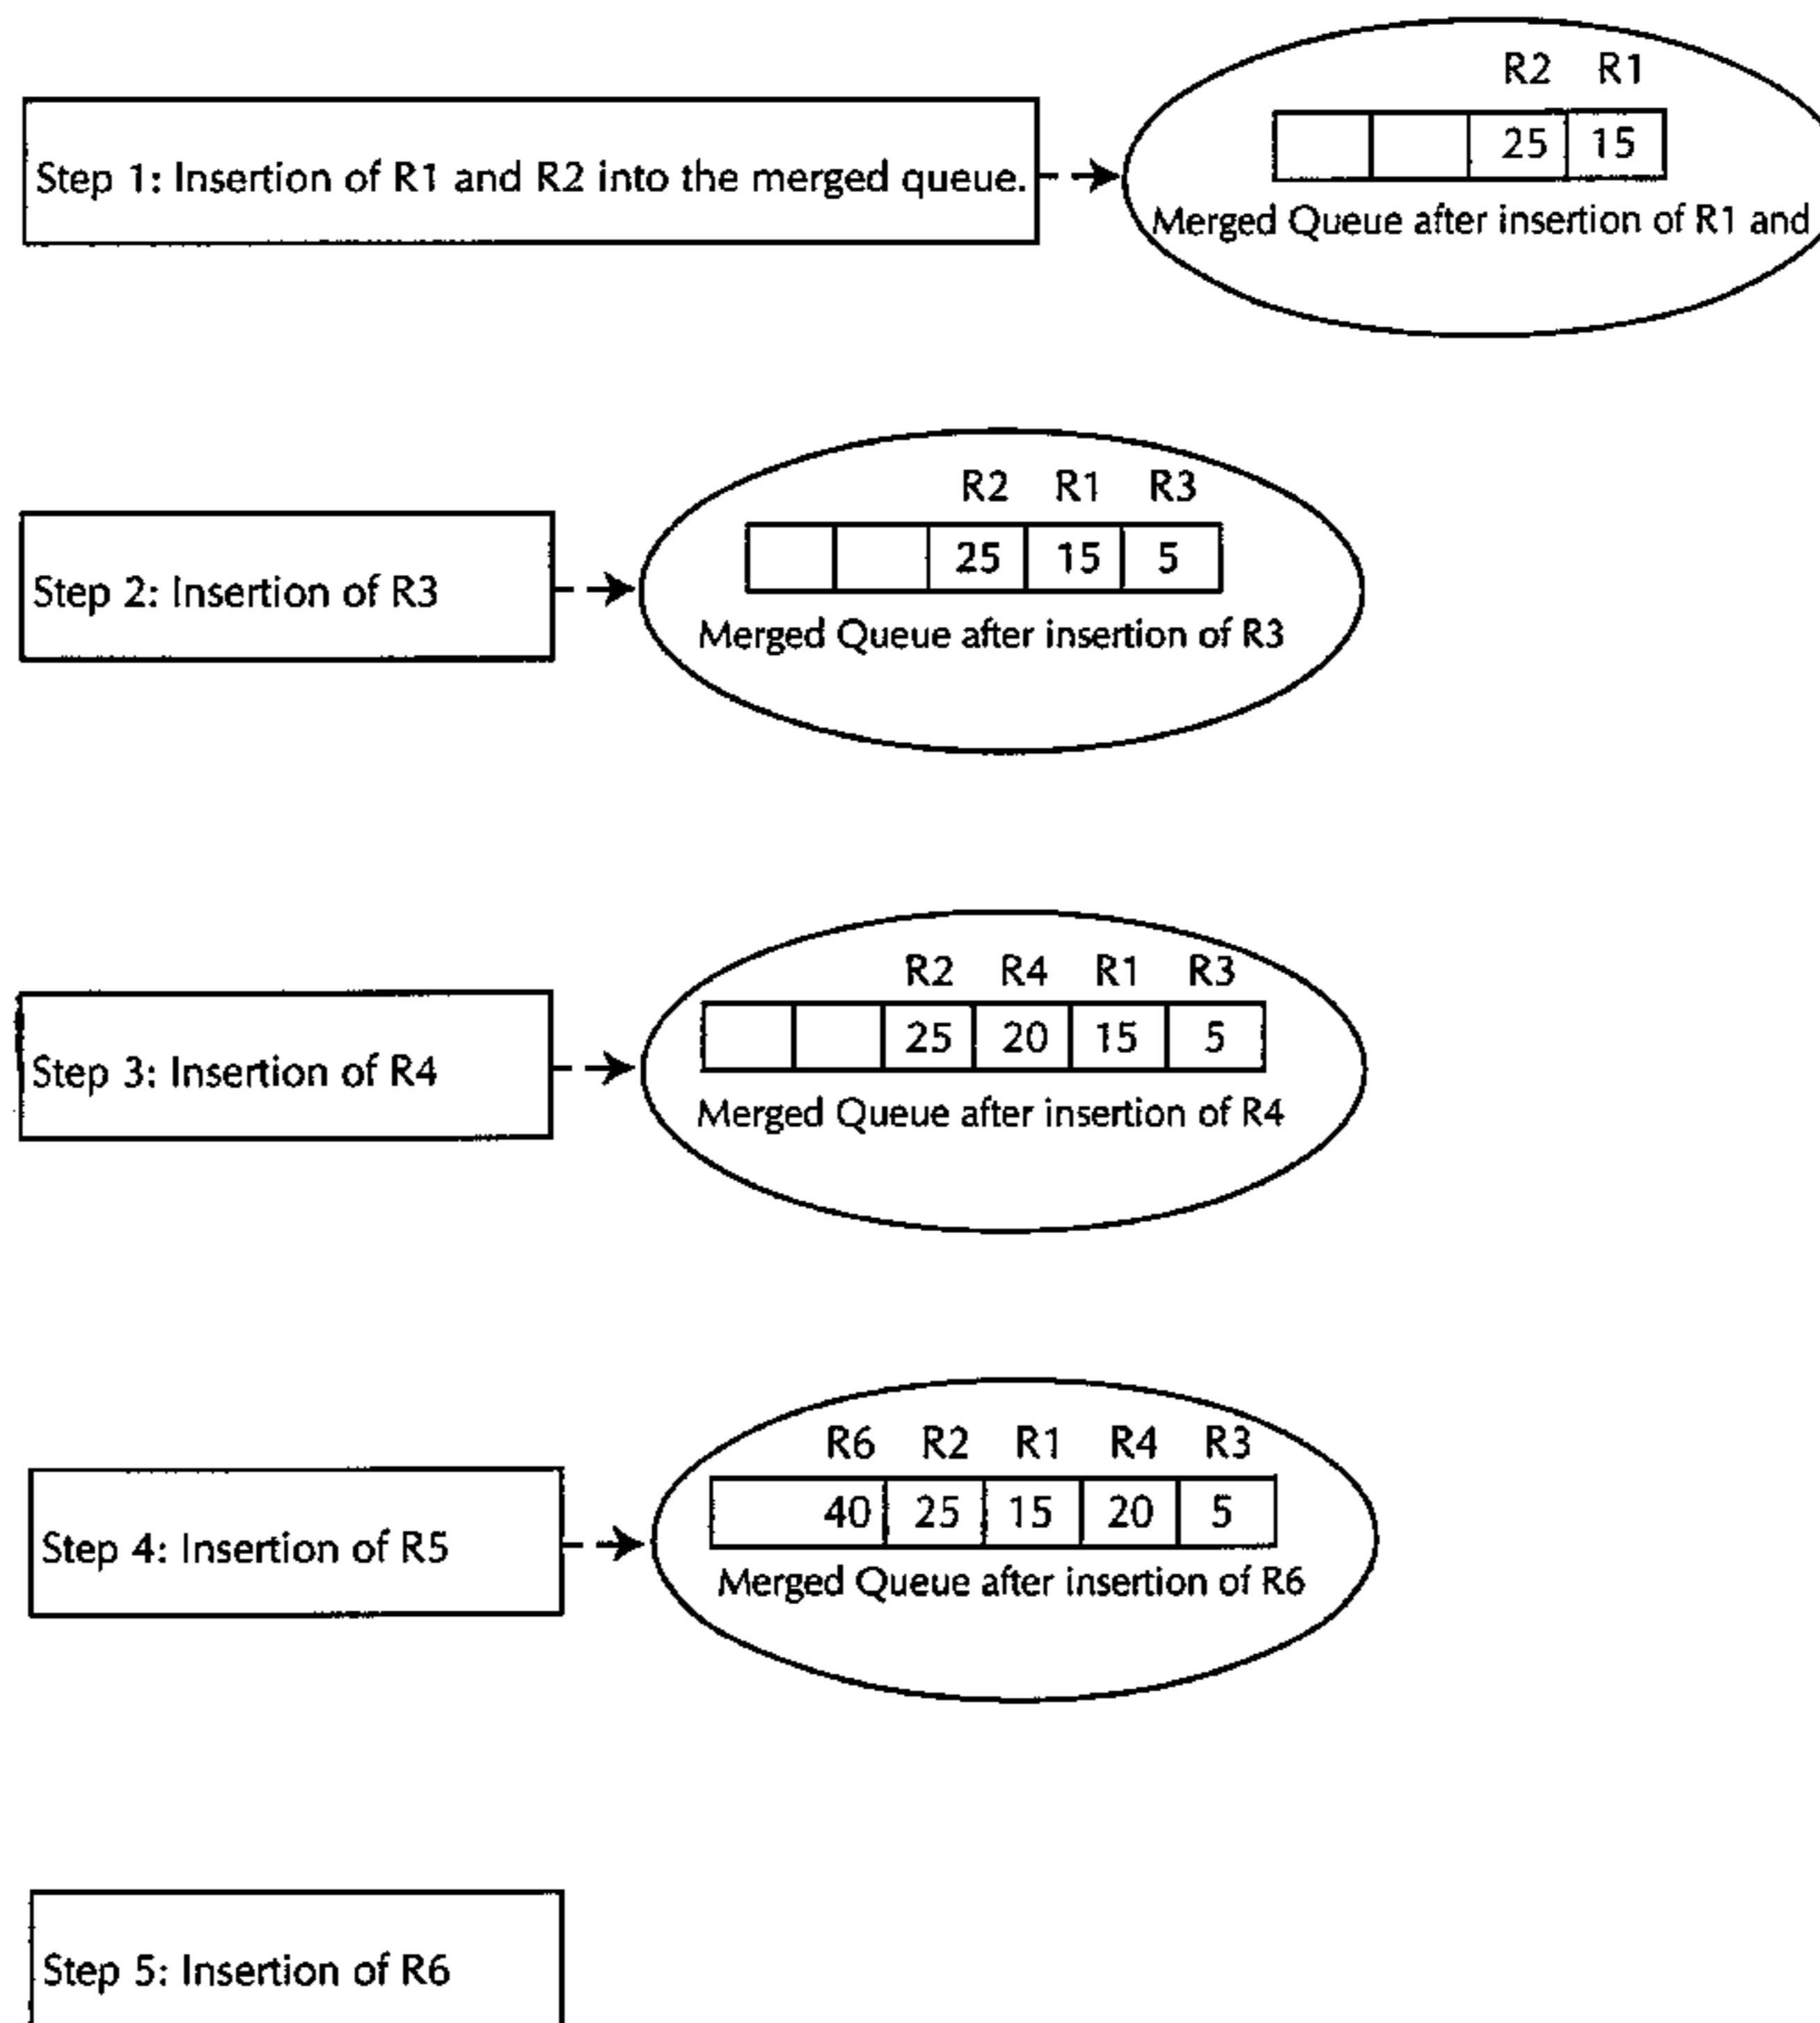 R2 R1
Step 1: Insertion of R1 and R2 into the merged queue.
25 15
Merged Queue after insertion of R1 and
R2 R1 R3
25 15 5
Step 2: Insertion of R3
Merged Queue after insertion of R3
R2 R4 R1 R3
25 20 15 5
Step 3: Insertion of R4
Merged Queue after insertion of R4
R6 R2 R1 R4 R3
40 25 15 20 5
Step 4: Insertion of R5
Merged Queue after insertion of R6
Step 5: Insertion of R6